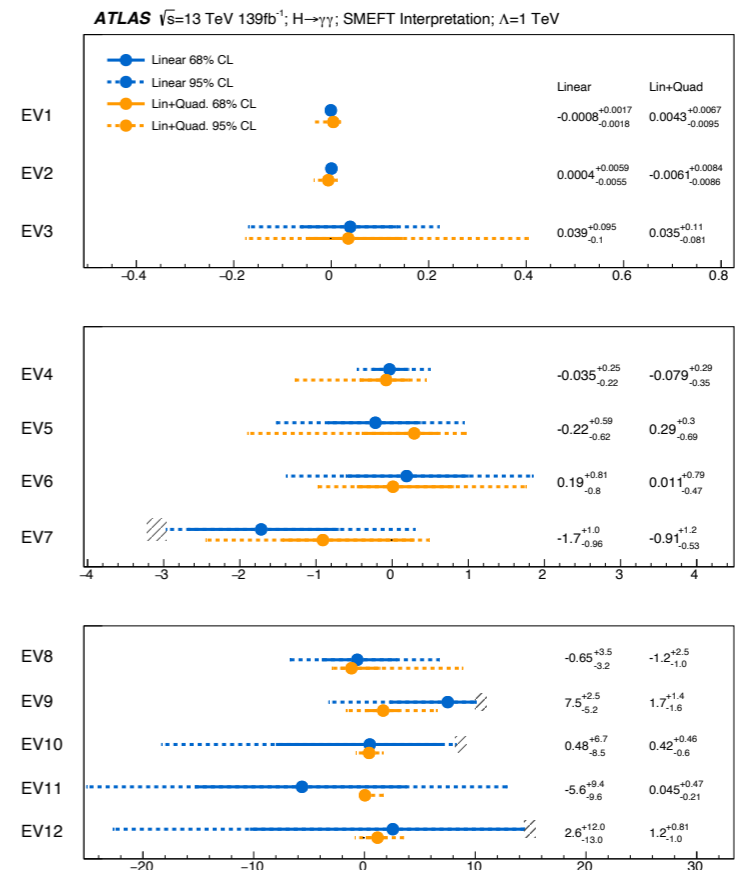 ATLAS √s=13 TeV 139fb⁻¹; H→γγ; SMEFT Interpretation; Λ=1 TeV
Linear 68% CL
Linear 95% CL
Lin+Quad. 68% CL
Lin+Quad. 95% CL
Linear Lin+Quad
EV1 -0.0008 +0.0017 -0.0018 0.0043 +0.0067 -0.0095
EV2 0.0004 +0.0059 -0.0055 -0.0061 +0.0084 -0.0086
EV3 0.039 +0.095 -0.1 0.035 +0.11 -0.081
−0.4 −0.2 0 0.2 0.4 0.6 0.8
EV4 -0.035 +0.25 -0.22 -0.079 +0.29 -0.35
EV5 -0.22 +0.59 -0.62 0.29 +0.3 -0.69
EV6 0.19 +0.81 -0.8 0.011 +0.79 -0.47
EV7 -1.7 +1.0 -0.96 -0.91 +1.2 -0.53
−4 −3 −2 −1 0 1 2 3 4
EV8 -0.65 +3.5 -3.2 -1.2 +2.5 -1.0
EV9 7.5 +2.5 -5.2 1.7 +1.4 -1.6
EV10 0.48 +6.7 -8.5 0.42 +0.46 -0.6
EV11 -5.6 +9.4 -9.6 0.045 +0.47 -0.21
EV12 2.6 +12.0 -13.0 1.2 +0.81 -1.0
−20 −10 0 10 20 30